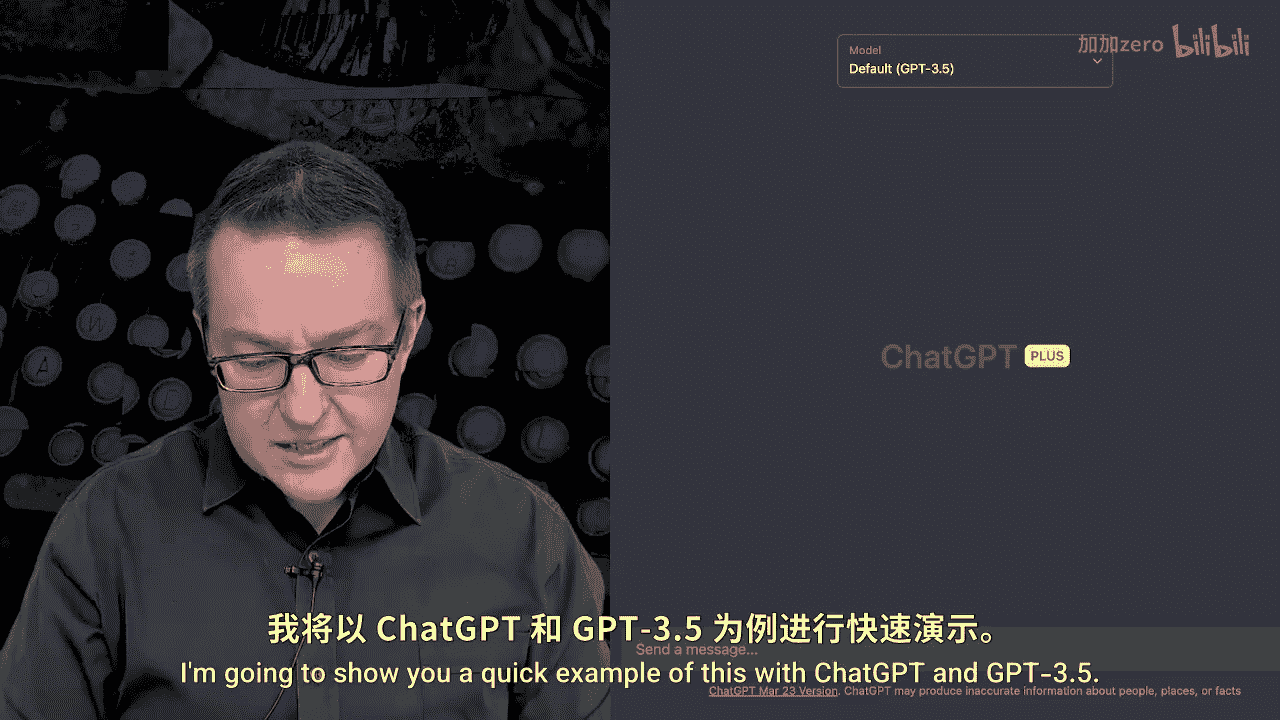 加加zero bilibili
Model
Default (GPT-3.5)
ChatGPT PLUS
我将以 ChatGPT 和 GPT-3.5 为例进行快速演示。
Send a message...
I'm going to show you a quick example of this with ChatGPT and GPT-3.5.
ChatGPT Mar 23 Version. ChatGPT may produce inaccurate information about people, places, or facts